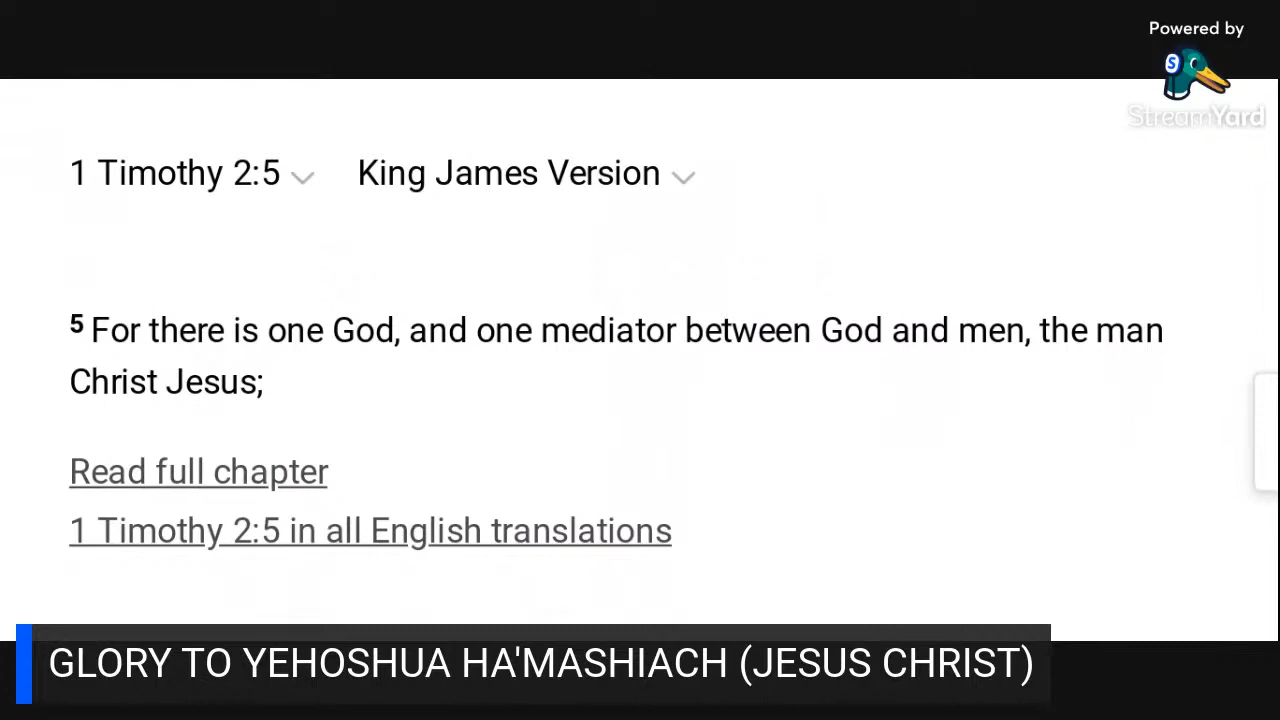 Powered by
S
StreamYard
1 Timothy 2:5 King James Version
5 For there is one God, and one mediator between God and men, the man
Christ Jesus;
Read full chapter
1 Timothy 2:5 in all English translations
GLORY TO YEHOSHUA HA'MASHIACH (JESUS CHRIST)